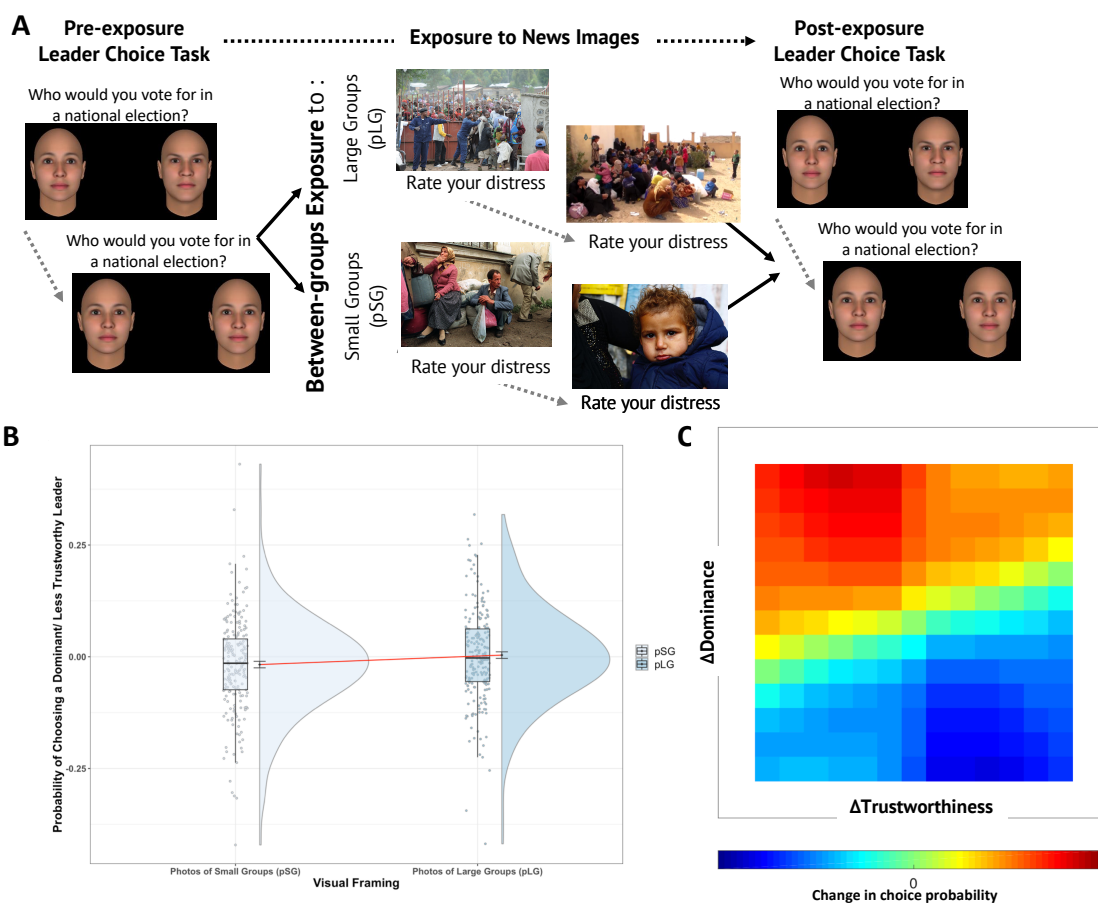 A
Pre-exposure
Leader Choice Task
Exposure to News Images
Post-exposure
Leader Choice Task
Who would you vote for in
a national election?
Who would you vote for in
a national election?
Between-groups Exposure to :
Large Groups
(pLG)
Rate your distress
Rate your distress
Small Groups
(pSG)
Rate your distress
Rate your distress
Who would you vote for in
a national election?
Who would you vote for in
a national election?
B
Probability of Choosing a Dominant/ Less Trustworthy Leader
0.25
0.00
-0.25
Photos of Small Groups (pSG)
Photos of Large Groups (pLG)
Visual Framing
pSG
pLG
C
ΔDominance
ΔTrustworthiness
0
Change in choice probability